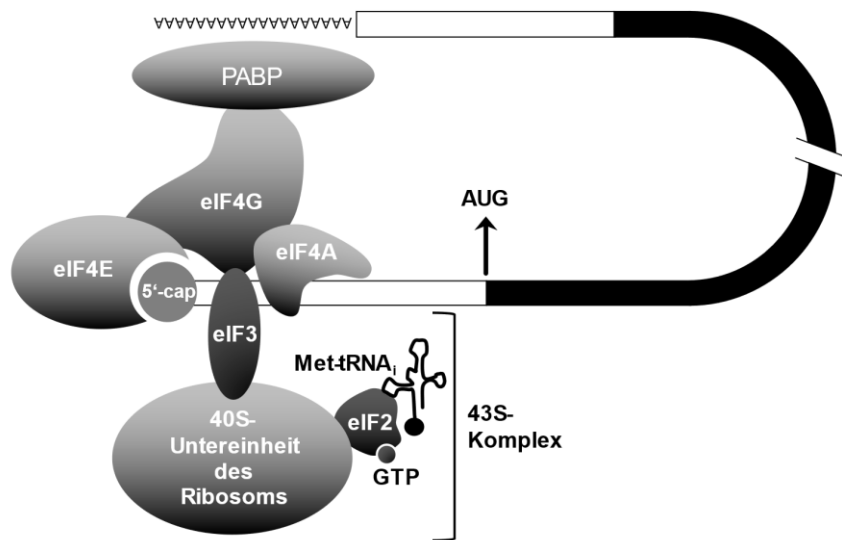 ∀∀∀∀∀∀∀∀∀∀∀∀∀∀∀∀∀∀∀
PABP
eIF4G
AUG
eIF4A
eIF4E
5‘-cap
eIF3
Met-tRNAᵢ
40S-
Untereinheit
des
Ribosoms
eIF2
GTP
43S-
Komplex